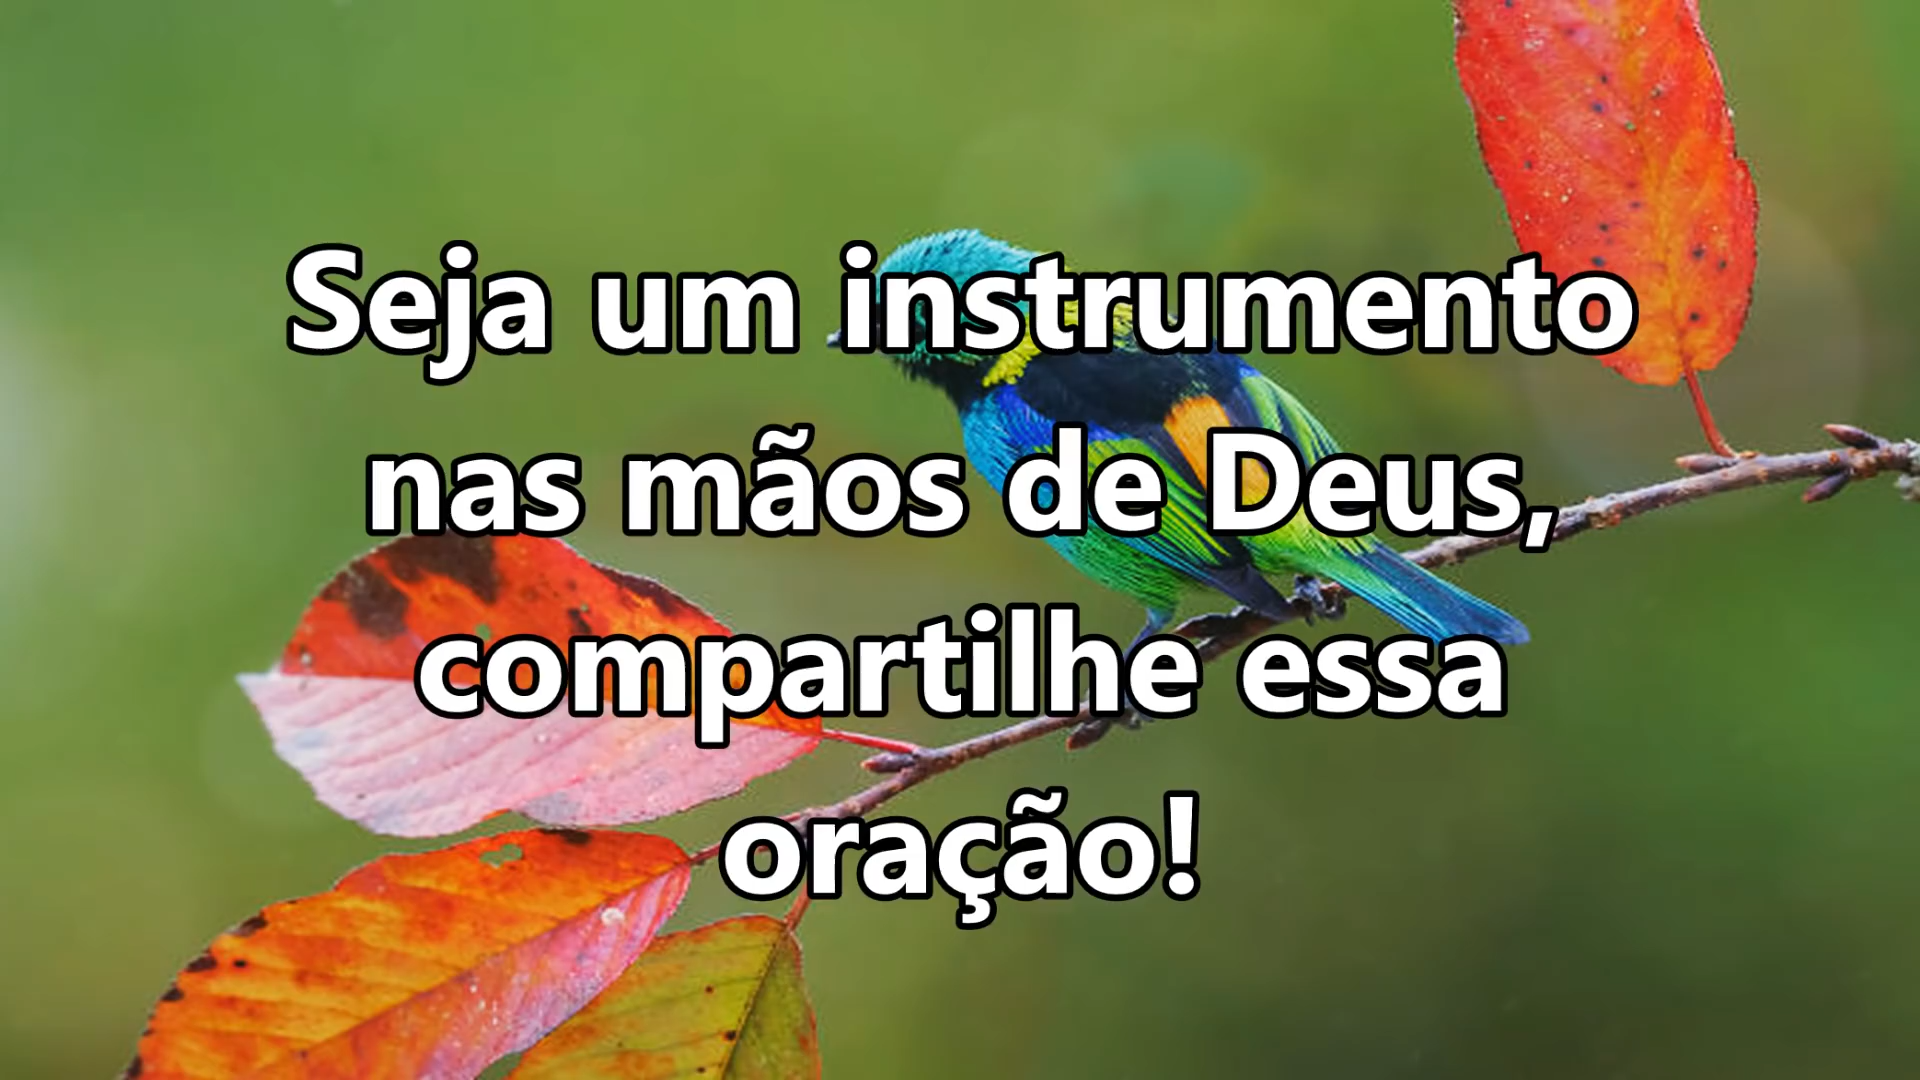 Seja um instrumento
nas mãos de Deus,
compartilhe essa
oração!